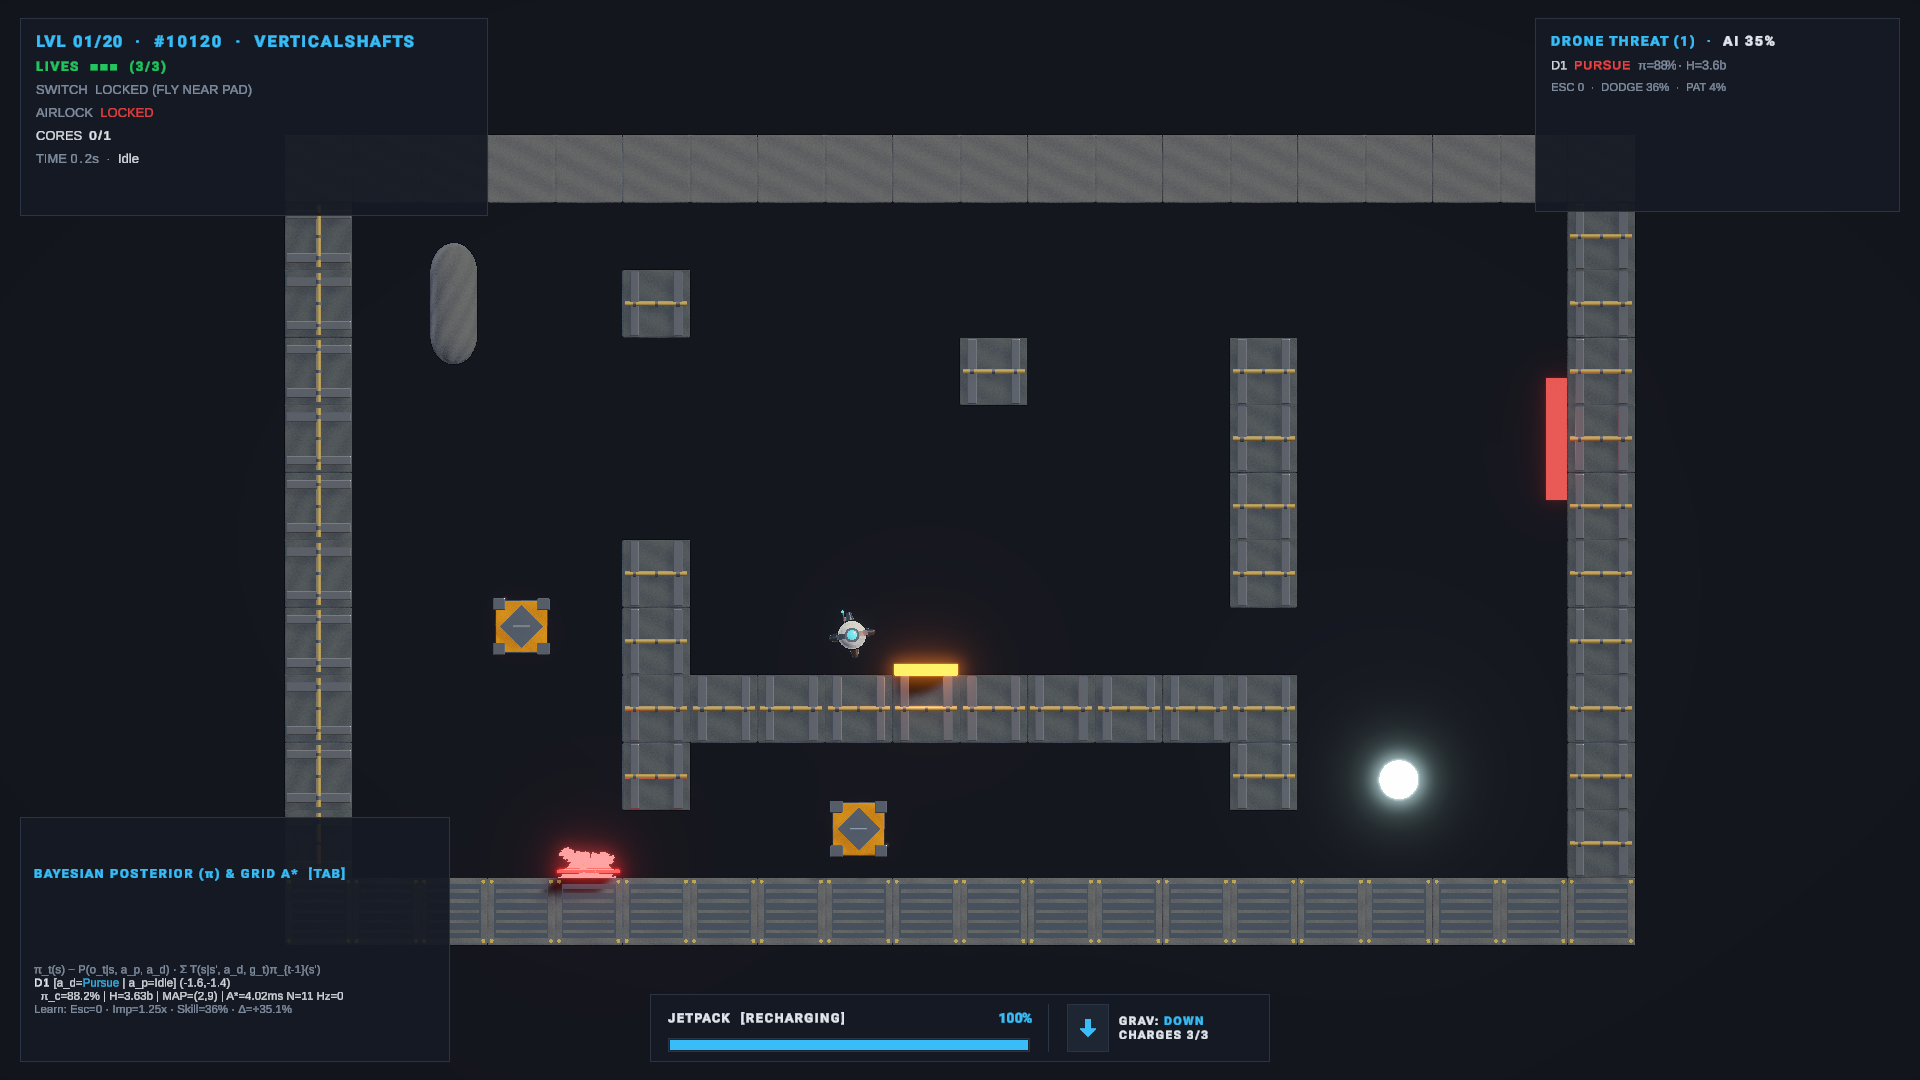 LVL 01/20 · #10120 · VERTICALSHAFTS
LIVES ■■■ (3/3)
SWITCH LOCKED (FLY NEAR PAD)
AIRLOCK LOCKED
CORES 0/1
TIME 0.2s · Idle
DRONE THREAT (1) · AI 35%
D1 PURSUE π=88% · H=3.6b
ESC 0 · DODGE 36% · PAT 4%
BAYESIAN POSTERIOR (π) & GRID A* [TAB]
π_t(s) ~ P(o_t|s, a_p, a_d) · Σ T(s|s', a_d, g_t)π_{t-1}(s')
D1 [a_d=Pursue | a_p=Idle] (-1.6,-1.4)
π_c=88.2% | H=3.63b | MAP=(2,9) | A*=4.02ms N=11 Hz=0
Learn: Esc=0 · Imp=1.25x · Skill=36% · Δ=+35.1%
JETPACK [RECHARGING] 100%
GRAV: DOWN
CHARGES 3/3